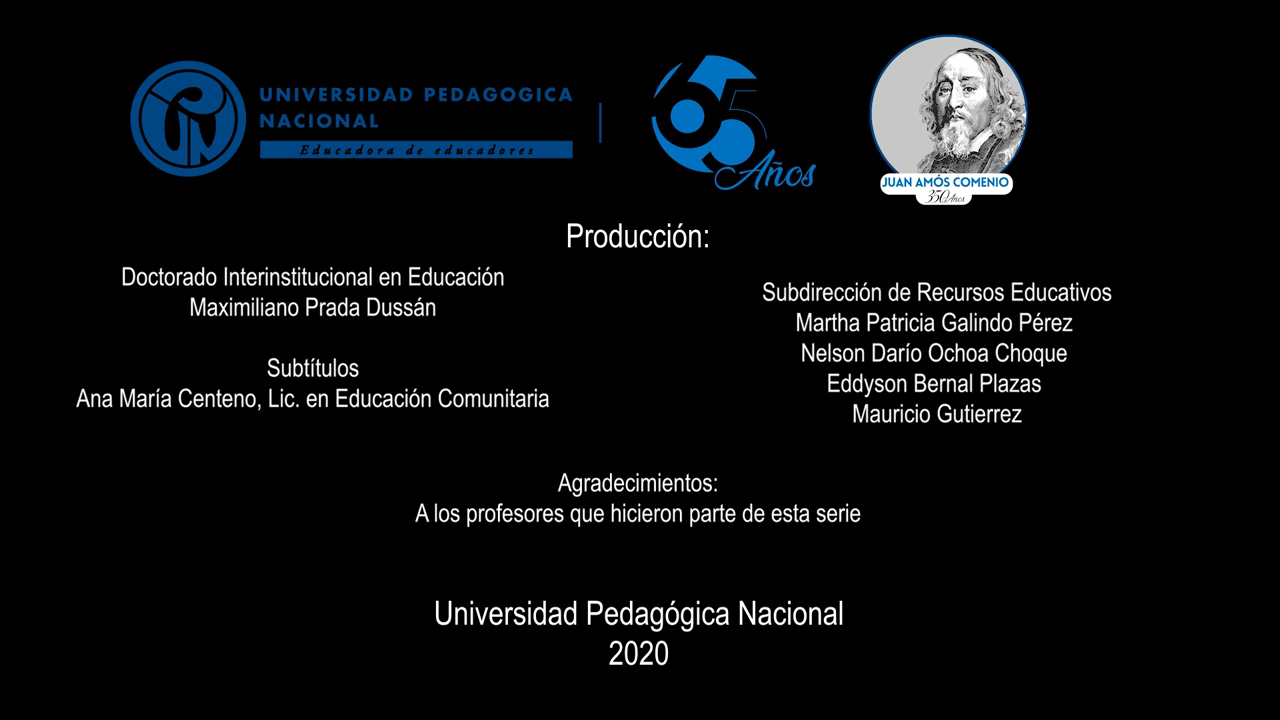 UNIVERSIDAD PEDAGOGICA
NACIONAL
Educadora de educadores
65
Años
JUAN AMÓS COMENIO
350 Años
Producción:
Doctorado Interinstitucional en Educación
Maximiliano Prada Dussán
Subtítulos
Ana María Centeno, Lic. en Educación Comunitaria
Subdirección de Recursos Educativos
Martha Patricia Galindo Pérez
Nelson Darío Ochoa Choque
Eddyson Bernal Plazas
Mauricio Gutierrez
Agradecimientos:
A los profesores que hicieron parte de esta serie
Universidad Pedagógica Nacional
2020